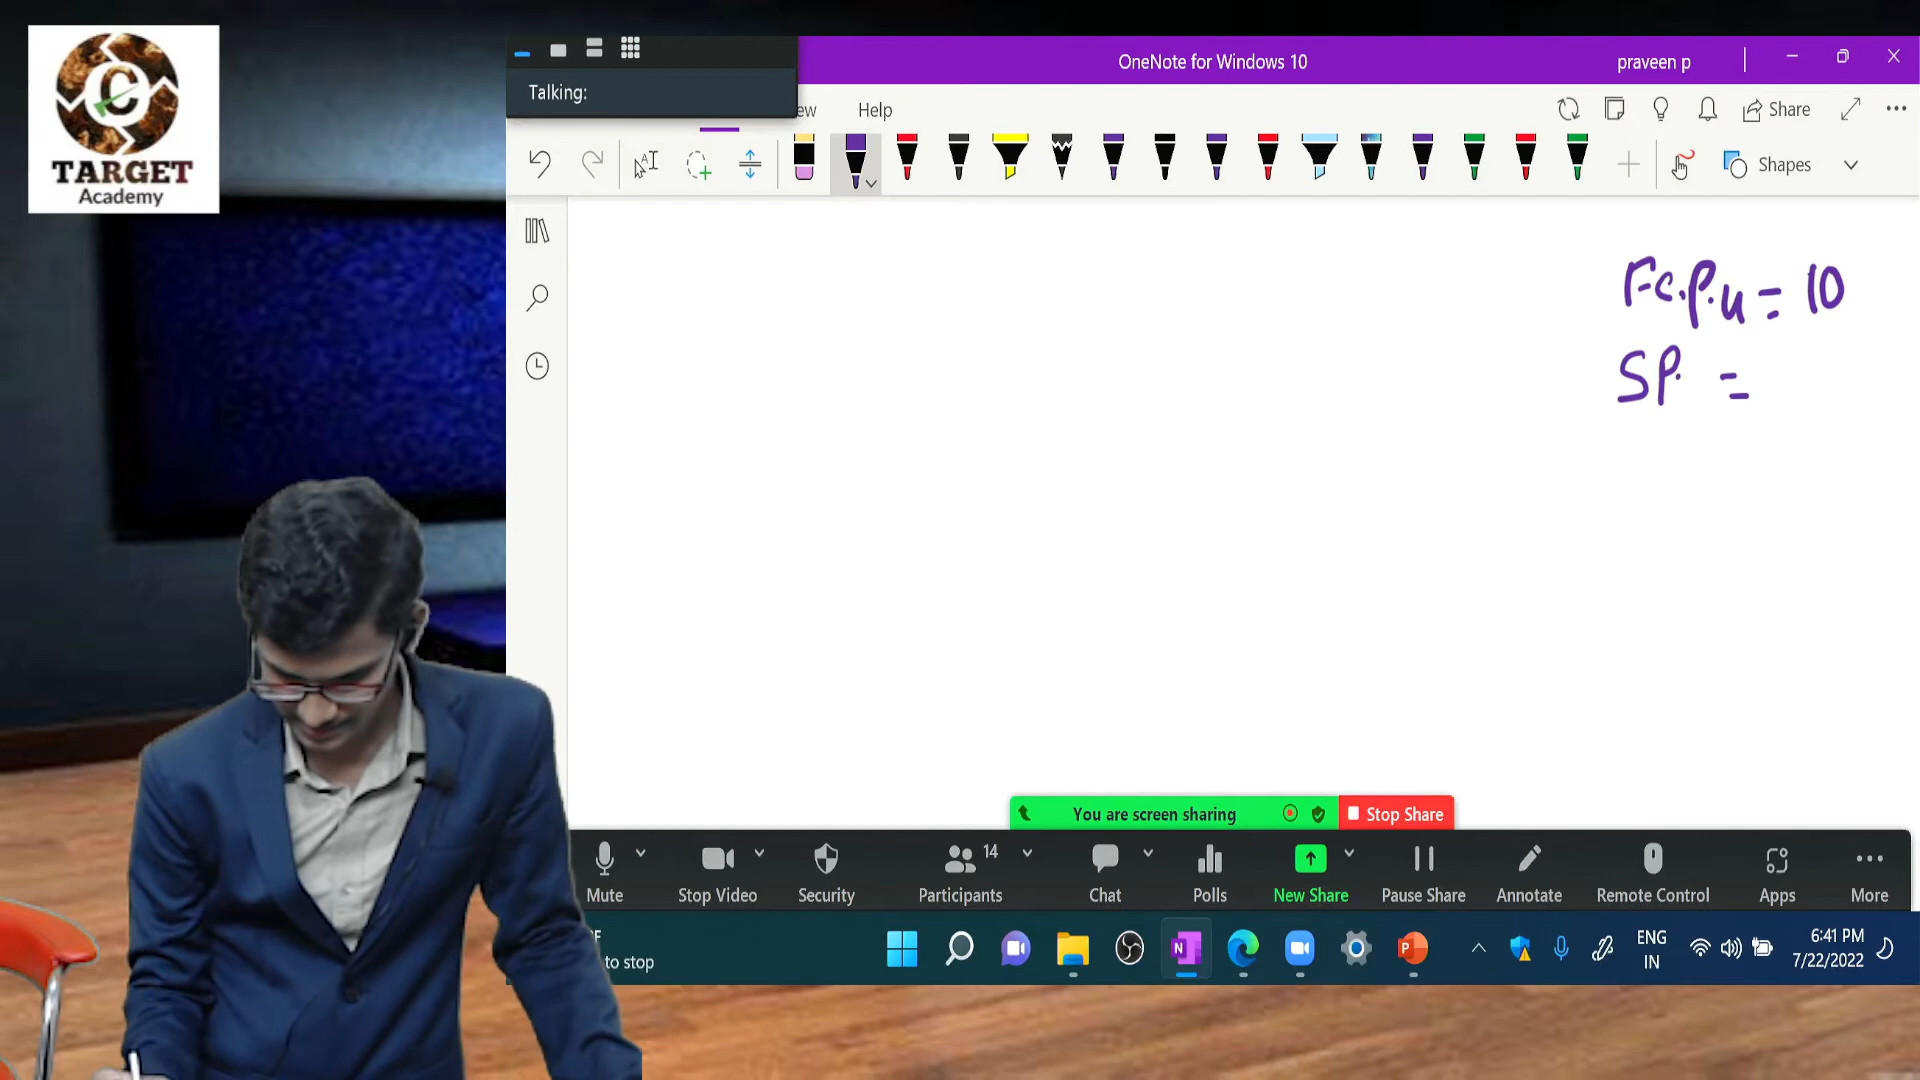 C
TARGET
Academy
Talking:
OneNote for Windows 10
praveen p
ew
Help
Share
Shapes
F.C.P.U = 10
SP. =
You are screen sharing
Stop Share
14
Mute
Stop Video
Security
Participants
Chat
Polls
New Share
Pause Share
Annotate
Remote Control
Apps
More
F
to stop
N
P
ENG
IN
6:41 PM
7/22/2022